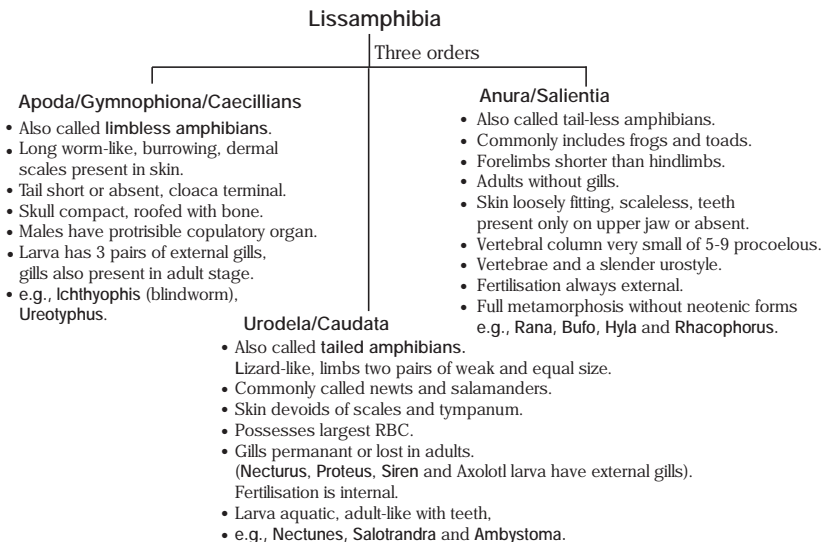 Lissamphibia
Three orders
Apoda/Gymnophiona/Caecillians
• Also called limbless amphibians.
• Long worm-like, burrowing, dermal
scales present in skin.
• Tail short or absent, cloaca terminal.
• Skull compact, roofed with bone.
• Males have protrisible copulatory organ.
• Larva has 3 pairs of external gills,
gills also present in adult stage.
• e.g., Ichthyophis (blindworm),
Ureotyphus.
Urodela/Caudata
• Also called tailed amphibians.
Lizard-like, limbs two pairs of weak and equal size.
• Commonly called newts and salamanders.
• Skin devoids of scales and tympanum.
• Possesses largest RBC.
• Gills permanant or lost in adults.
(Necturus, Proteus, Siren and Axolotl larva have external gills).
Fertilisation is internal.
• Larva aquatic, adult-like with teeth,
• e.g., Nectunes, Salotrandra and Ambystoma.
Anura/Salientia
• Also called tail-less amphibians.
• Commonly includes frogs and toads.
• Forelimbs shorter than hindlimbs.
• Adults without gills.
• Skin loosely fitting, scaleless, teeth
present only on upper jaw or absent.
• Vertebral column very small of 5-9 procoelous.
• Vertebrae and a slender urostyle.
• Fertilisation always external.
• Full metamorphosis without neotenic forms
e.g., Rana, Bufo, Hyla and Rhacophorus.